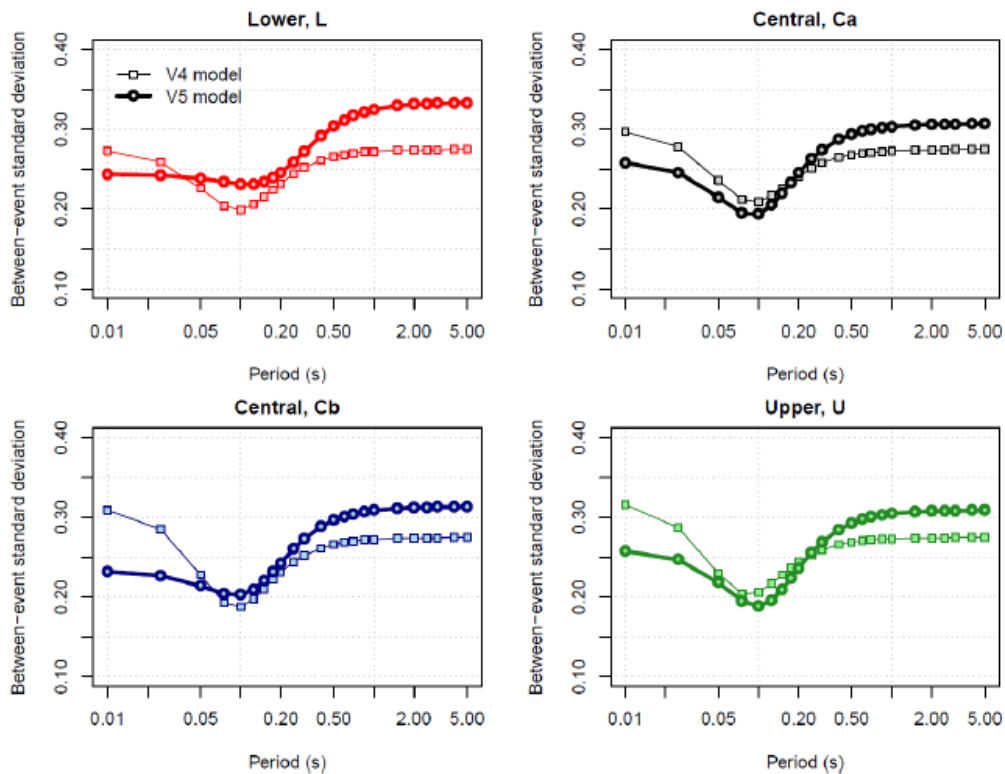 Lower, L
Between-event standard deviation
0.40
0.30
0.20
0.10
V4 model
V5 model
0.01
0.05
0.20
0.50
2.00
5.00
Period (s)
Central, Ca
Between-event standard deviation
0.40
0.30
0.20
0.10
0.01
0.05
0.20
0.50
2.00
5.00
Period (s)
Central, Cb
Between-event standard deviation
0.40
0.30
0.20
0.10
0.01
0.05
0.20
0.50
2.00
5.00
Period (s)
Upper, U
Between-event standard deviation
0.40
0.30
0.20
0.10
0.01
0.05
0.20
0.50
2.00
5.00
Period (s)